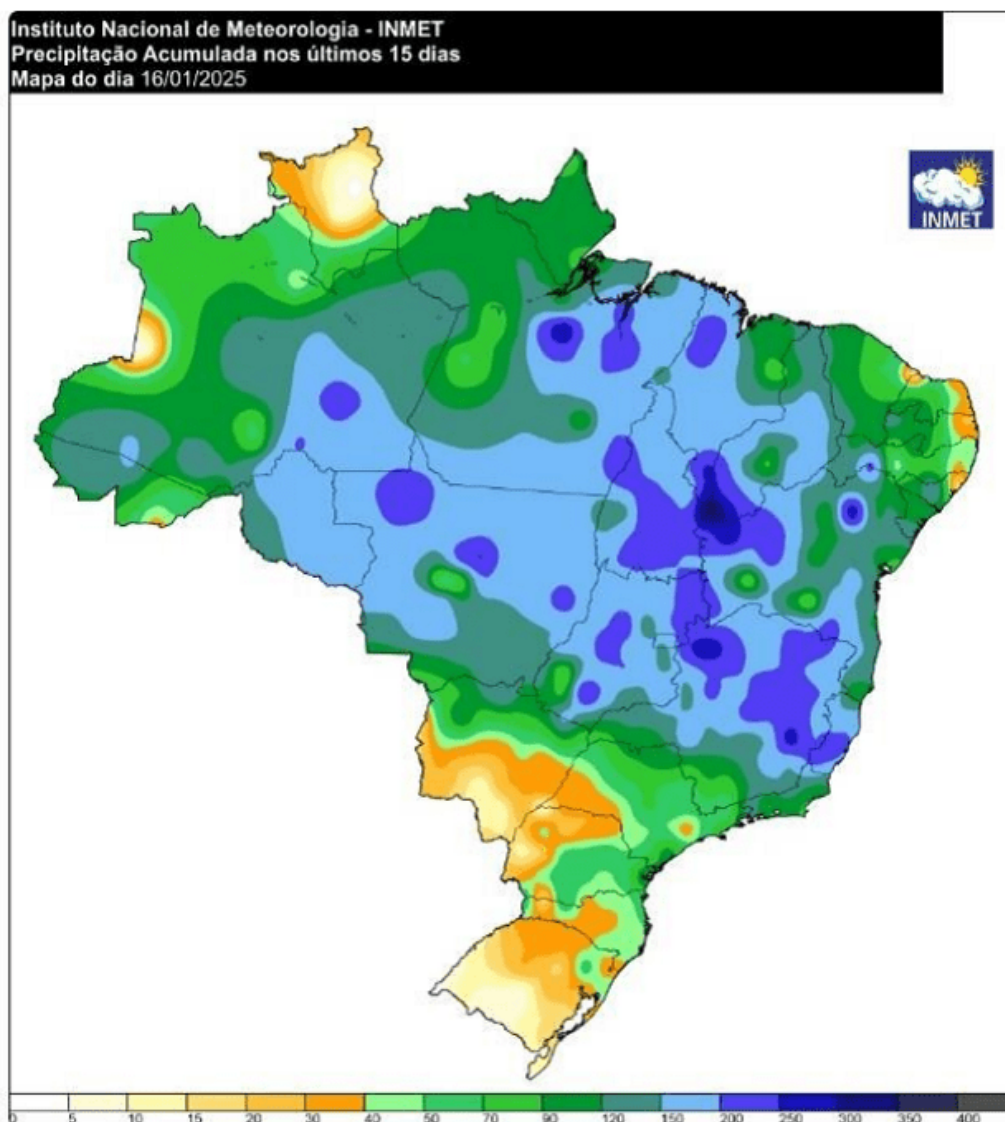 Instituto Nacional de Meteorologia - INMET
Precipitação Acumulada nos últimos 15 dias
Mapa do dia 16/01/2025
INMET
0 5 10 15 20 30 40 50 70 90 120 150 200 250 300 350 400